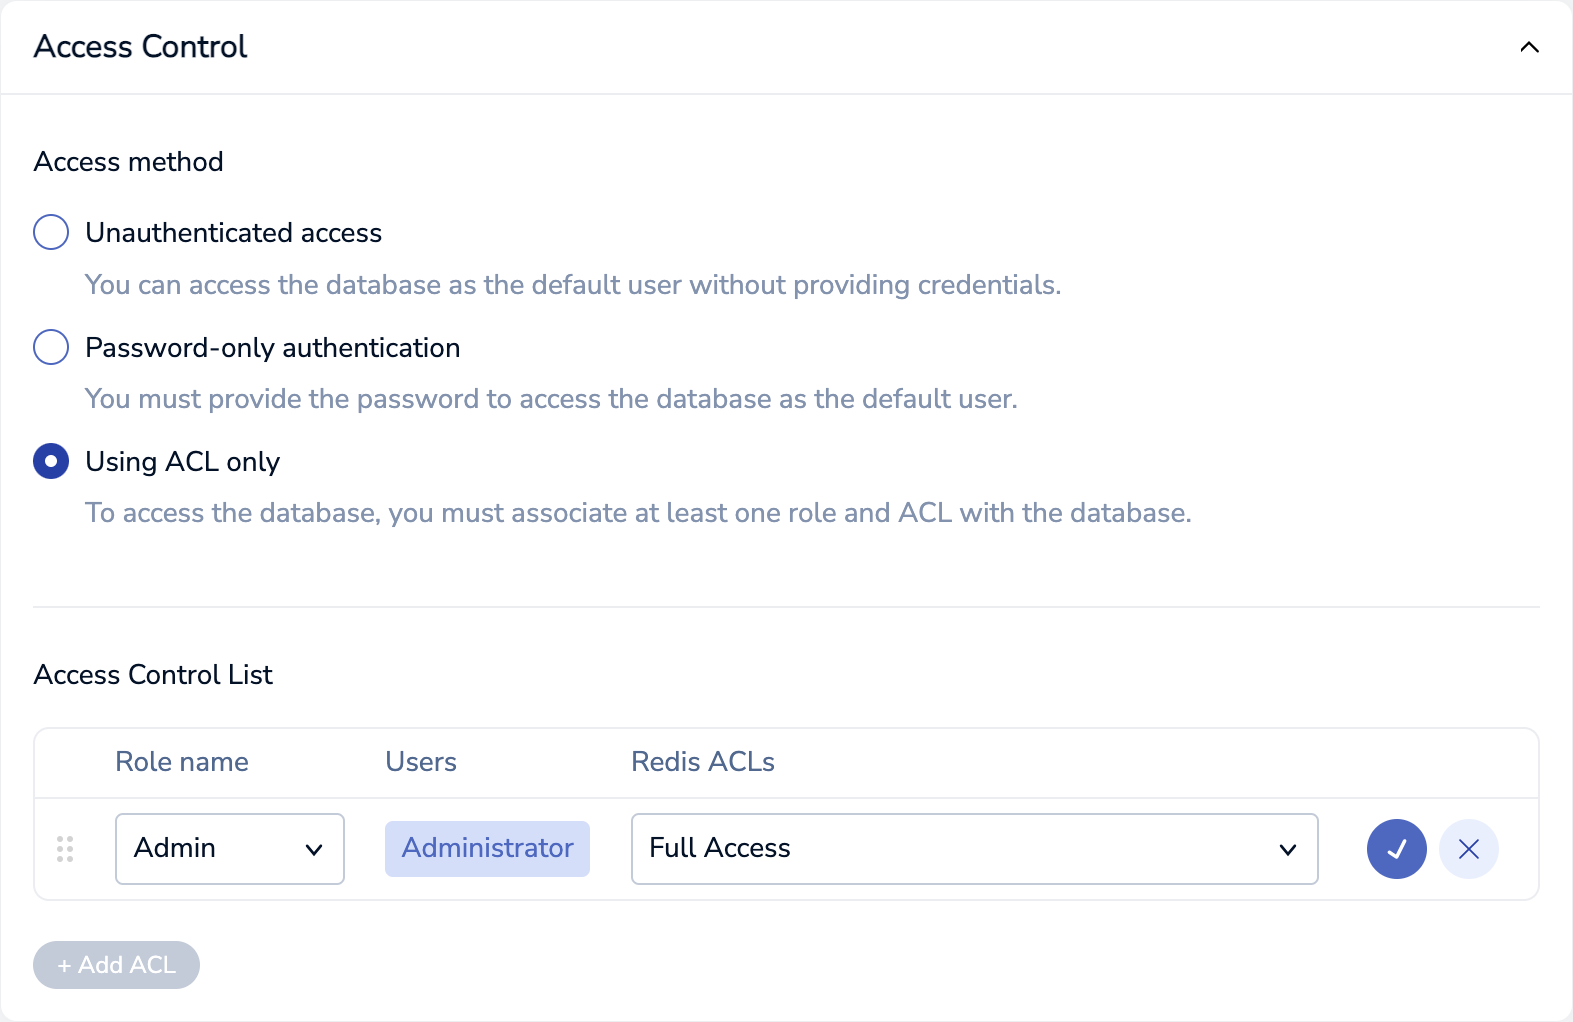 Access Control
Access method
Unauthenticated access
You can access the database as the default user without providing credentials.
Password-only authentication
You must provide the password to access the database as the default user.
Using ACL only
To access the database, you must associate at least one role and ACL with the database.
Access Control List
Role name Users Redis ACLs
Admin Administrator Full Access
+ Add ACL